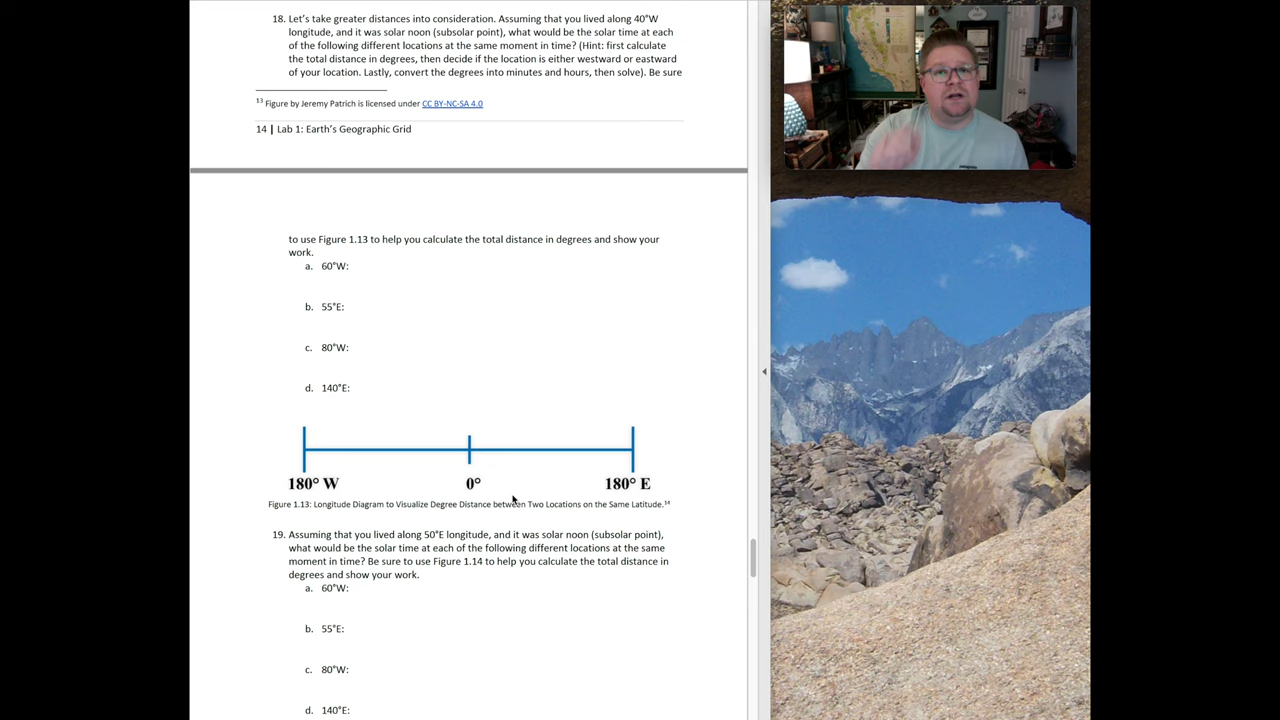 18. Let's take greater distances into consideration. Assuming that you lived along 40°W
longitude, and it was solar noon (subsolar point), what would be the solar time at each
of the following different locations at the same moment in time? (Hint: first calculate
the total distance in degrees, then decide if the location is either westward or eastward
of your location. Lastly, convert the degrees into minutes and hours, then solve). Be sure
13 Figure by Jeremy Patrich is licensed under CC BY-NC-SA 4.0
14 | Lab 1: Earth's Geographic Grid
to use Figure 1.13 to help you calculate the total distance in degrees and show your
work.
a. 60°W:
b. 55°E:
c. 80°W:
d. 140°E:
180° W 0° 180° E
Figure 1.13: Longitude Diagram to Visualize Degree Distance between Two Locations on the Same Latitude.14
19. Assuming that you lived along 50°E longitude, and it was solar noon (subsolar point),
what would be the solar time at each of the following different locations at the same
moment in time? Be sure to use Figure 1.14 to help you calculate the total distance in
degrees and show your work.
a. 60°W:
b. 55°E:
c. 80°W:
d. 140°E: